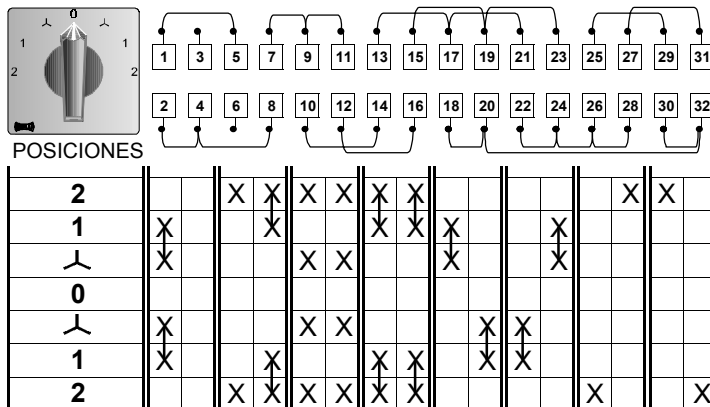 0
1 1
2 2
1 3 5 7 9 11 13 15 17 19 21 23 25 27 29 31
2 4 6 8 10 12 14 16 18 20 22 24 26 28 30 32
POSICIONES
2 X X X X X X X X
1 X X X X X X
X X X X X
0
X X X X X
1 X X X X X X
2 X X X X X X X X